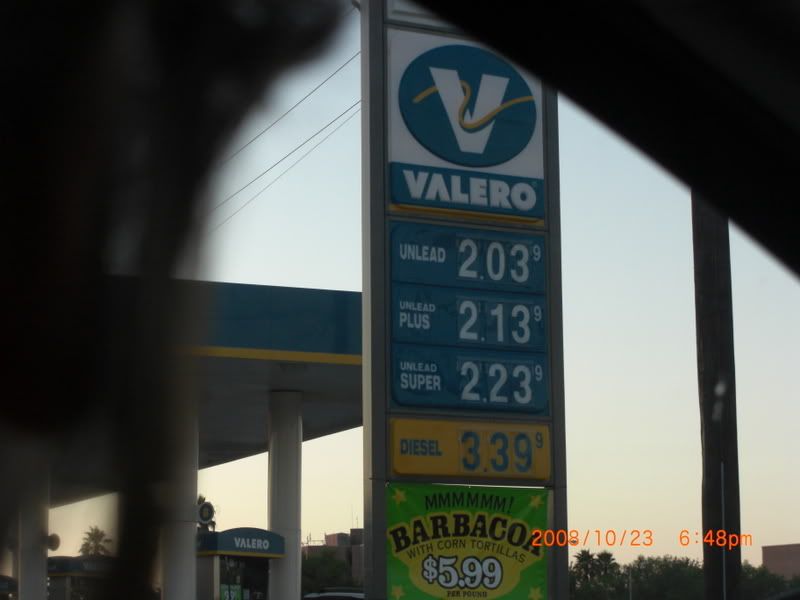 V
VALERO
UNLEAD 2.03 9
UNLEAD PLUS 2.13 9
UNLEAD SUPER 2.23 9
DIESEL 3.39 9
MMMMMM!
BARBACOA
WITH CORN TORTILLAS
$5.99
PER POUND
VALERO
2008/10/23 6:48pm